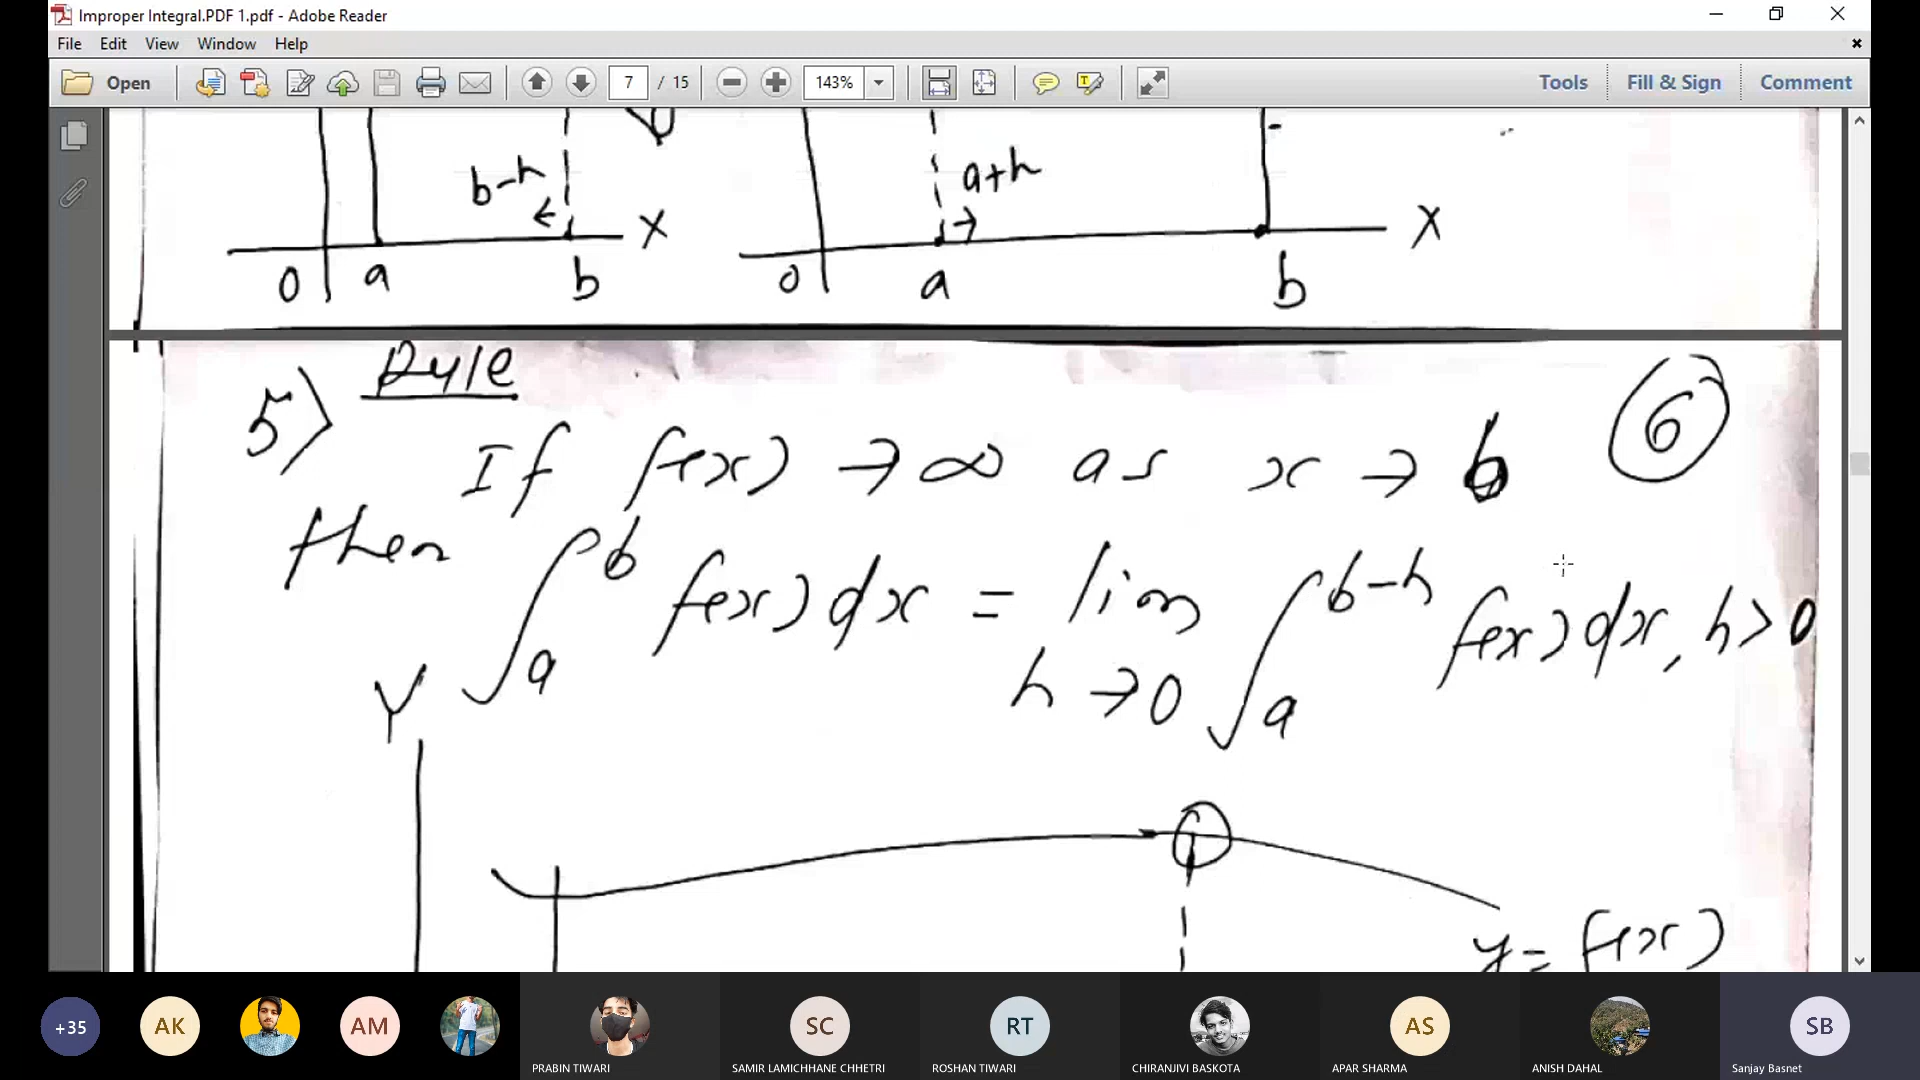 Improper Integral.PDF 1.pdf - Adobe Reader
File Edit View Window Help
Open 7 / 15 143% Tools Fill & Sign Comment
b-h a+h
X X
0 a b 0 a b
5) Rule 6
If f(x) → ∞ as x → b
then ∫_a^b f(x)dx = lim_{h→0} ∫_a^{b-h} f(x)dx, h>0
Y
y = f(x)
+35 AK AM SC RT AS SB
PRABIN TIWARI SAMIR LAMICHHANE CHHETRI ROSHAN TIWARI CHIRANJIVI BASKOTA APAR SHARMA ANISH DAHAL Sanjay Basnet